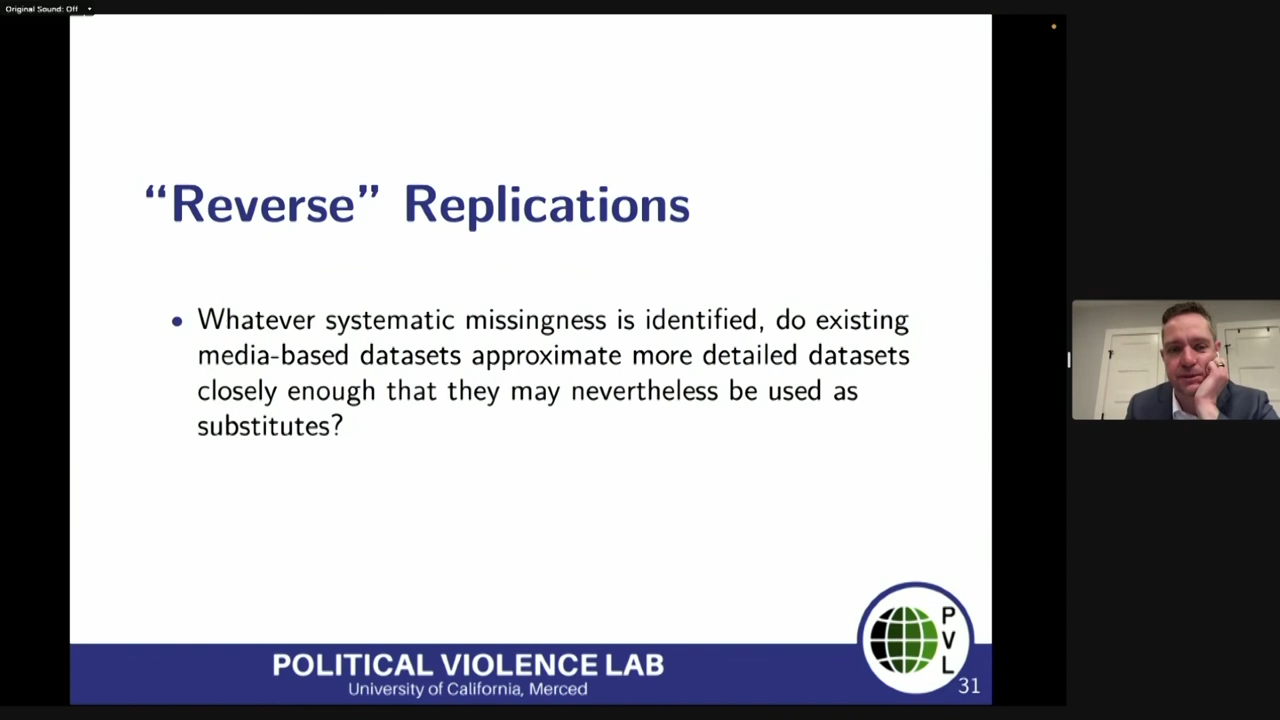 Original Sound: Off
“Reverse” Replications
• Whatever systematic missingness is identified, do existing
media-based datasets approximate more detailed datasets
closely enough that they may nevertheless be used as
substitutes?
P
V
L
POLITICAL VIOLENCE LAB
University of California, Merced
31